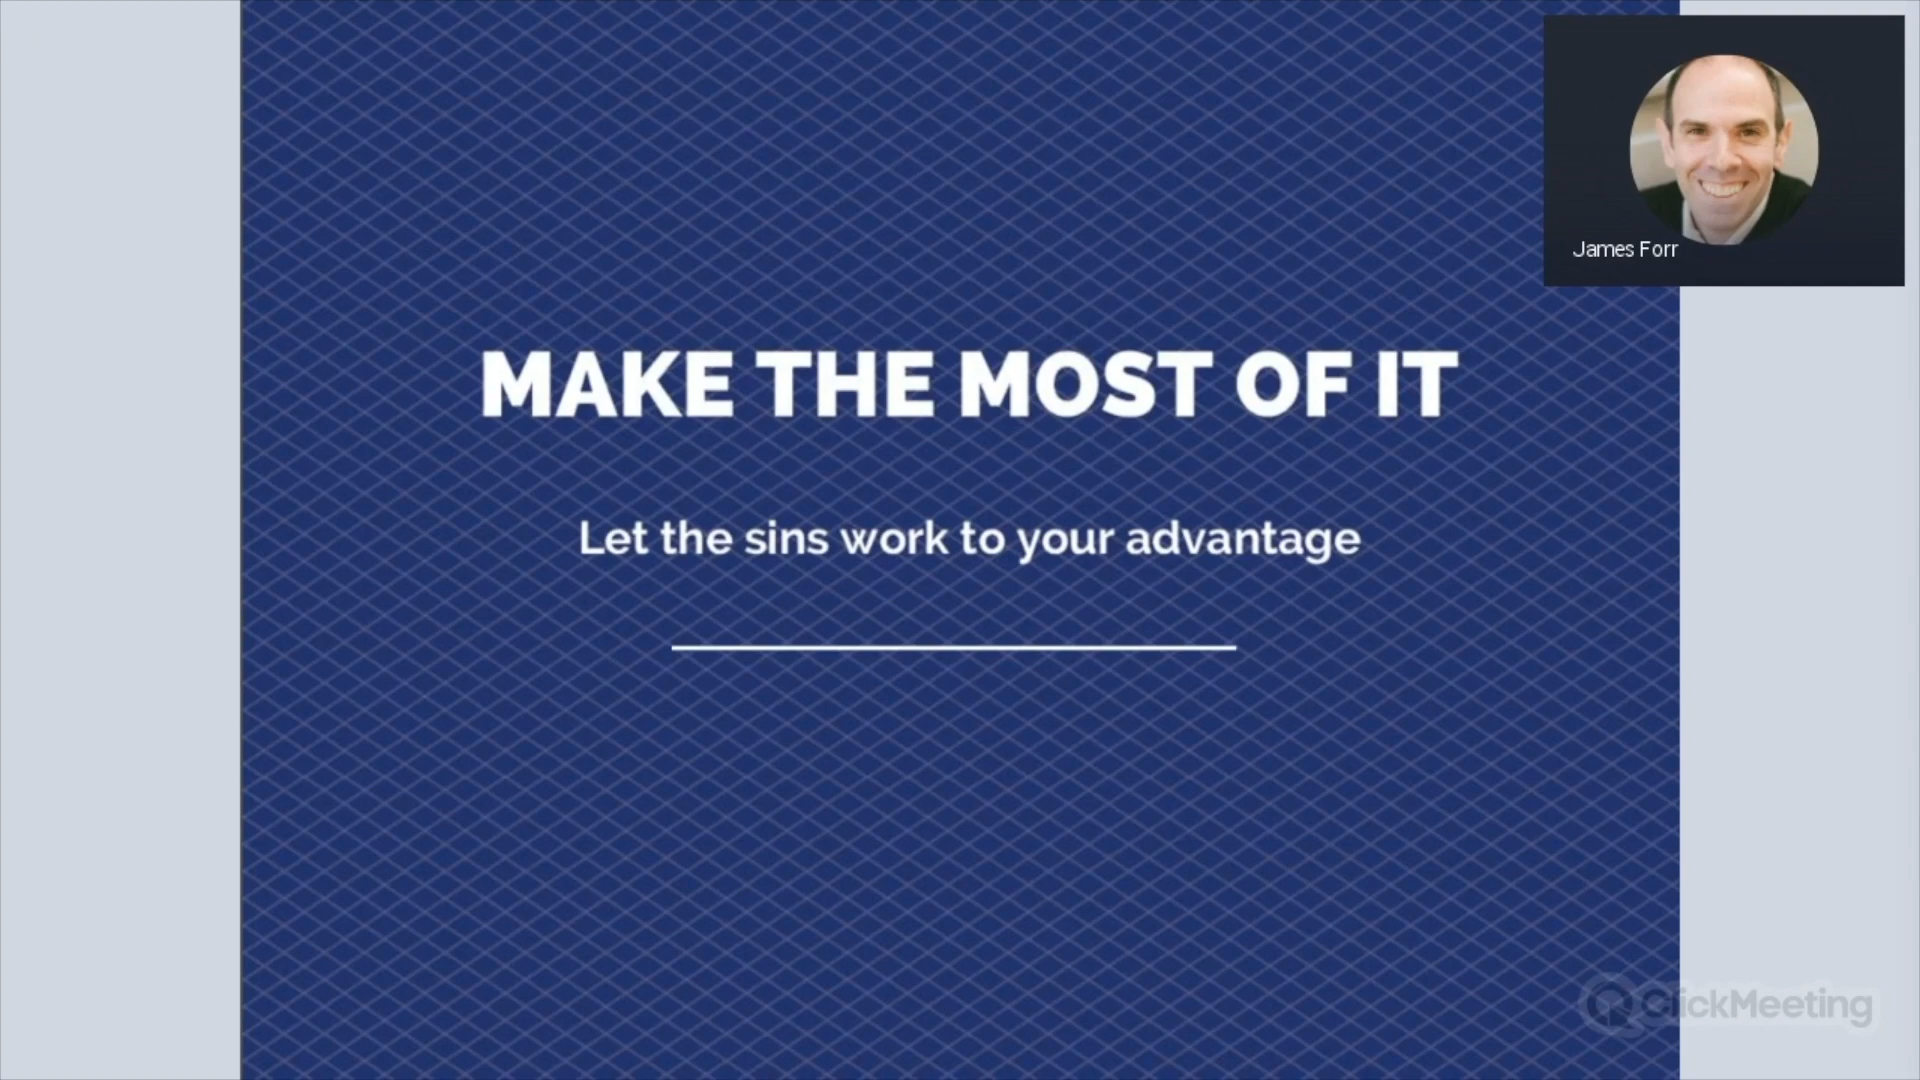 MAKE THE MOST OF IT
Let the sins work to your advantage
James Forr
ClickMeeting